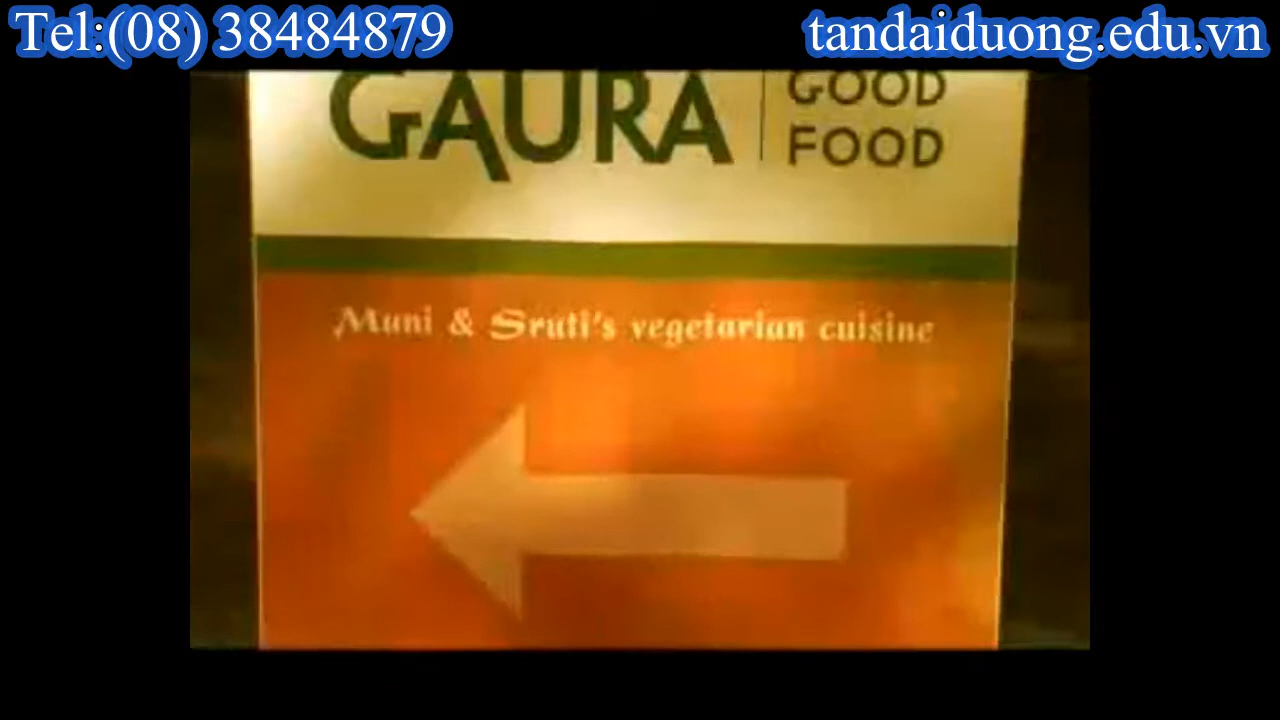 Tel:(08) 38484879
tandaiduong.edu.vn
GAURA
GOOD
FOOD
Muni & Sruti's vegetarian cuisine